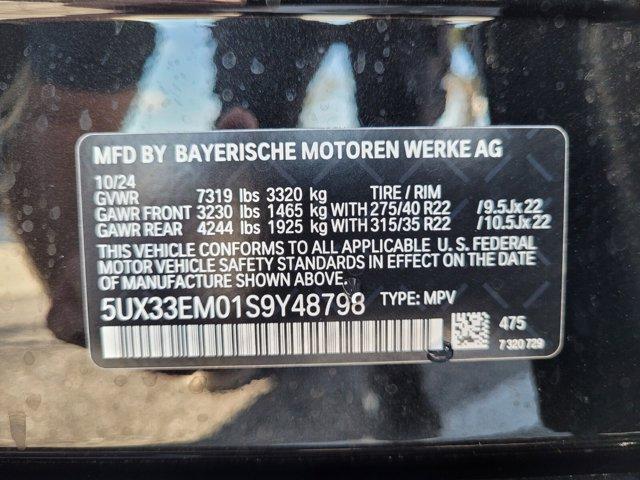 MFD BY BAYERISCHE MOTOREN WERKE AG
10/24
GVWR 7319 lbs 3320 kg TIRE / RIM
GAWR FRONT 3230 lbs 1465 kg WITH 275/40 R22 /9.5Jx22
GAWR REAR 4244 lbs 1925 kg WITH 315/35 R22 /10.5Jx22
THIS VEHICLE CONFORMS TO ALL APPLICABLE U.S. FEDERAL
MOTOR VEHICLE SAFETY STANDARDS IN EFFECT ON THE DATE
OF MANUFACTURE SHOWN ABOVE.
5UX33EM01S9Y48798 TYPE: MPV
475
7 320 729